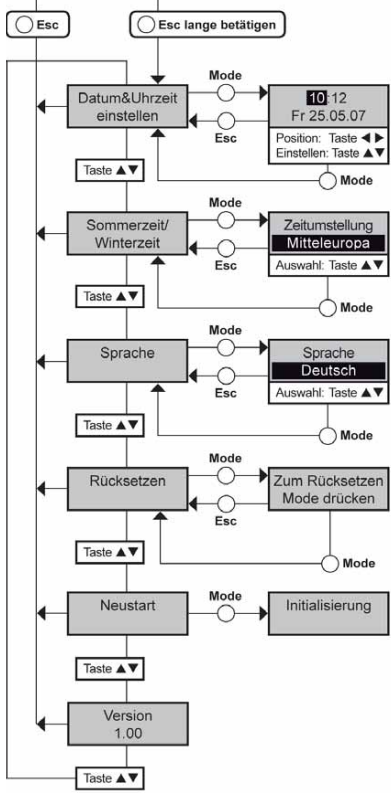 Esc
Esc lange betätigen
Datum&Uhrzeit
einstellen
Mode
Esc
10:12
Fr 25.05.07
Position: Taste ◀ ▶
Einstellen: Taste ▲▼
Mode
Taste ▲▼
Sommerzeit/
Winterzeit
Mode
Esc
Zeitumstellung
Mitteleuropa
Auswahl: Taste ▲▼
Mode
Taste ▲▼
Sprache
Mode
Esc
Sprache
Deutsch
Auswahl: Taste ▲▼
Mode
Taste ▲▼
Rücksetzen
Mode
Esc
Zum Rücksetzen
Mode drücken
Mode
Taste ▲▼
Neustart
Mode
Initialisierung
Taste ▲▼
Version
1.00
Taste ▲▼